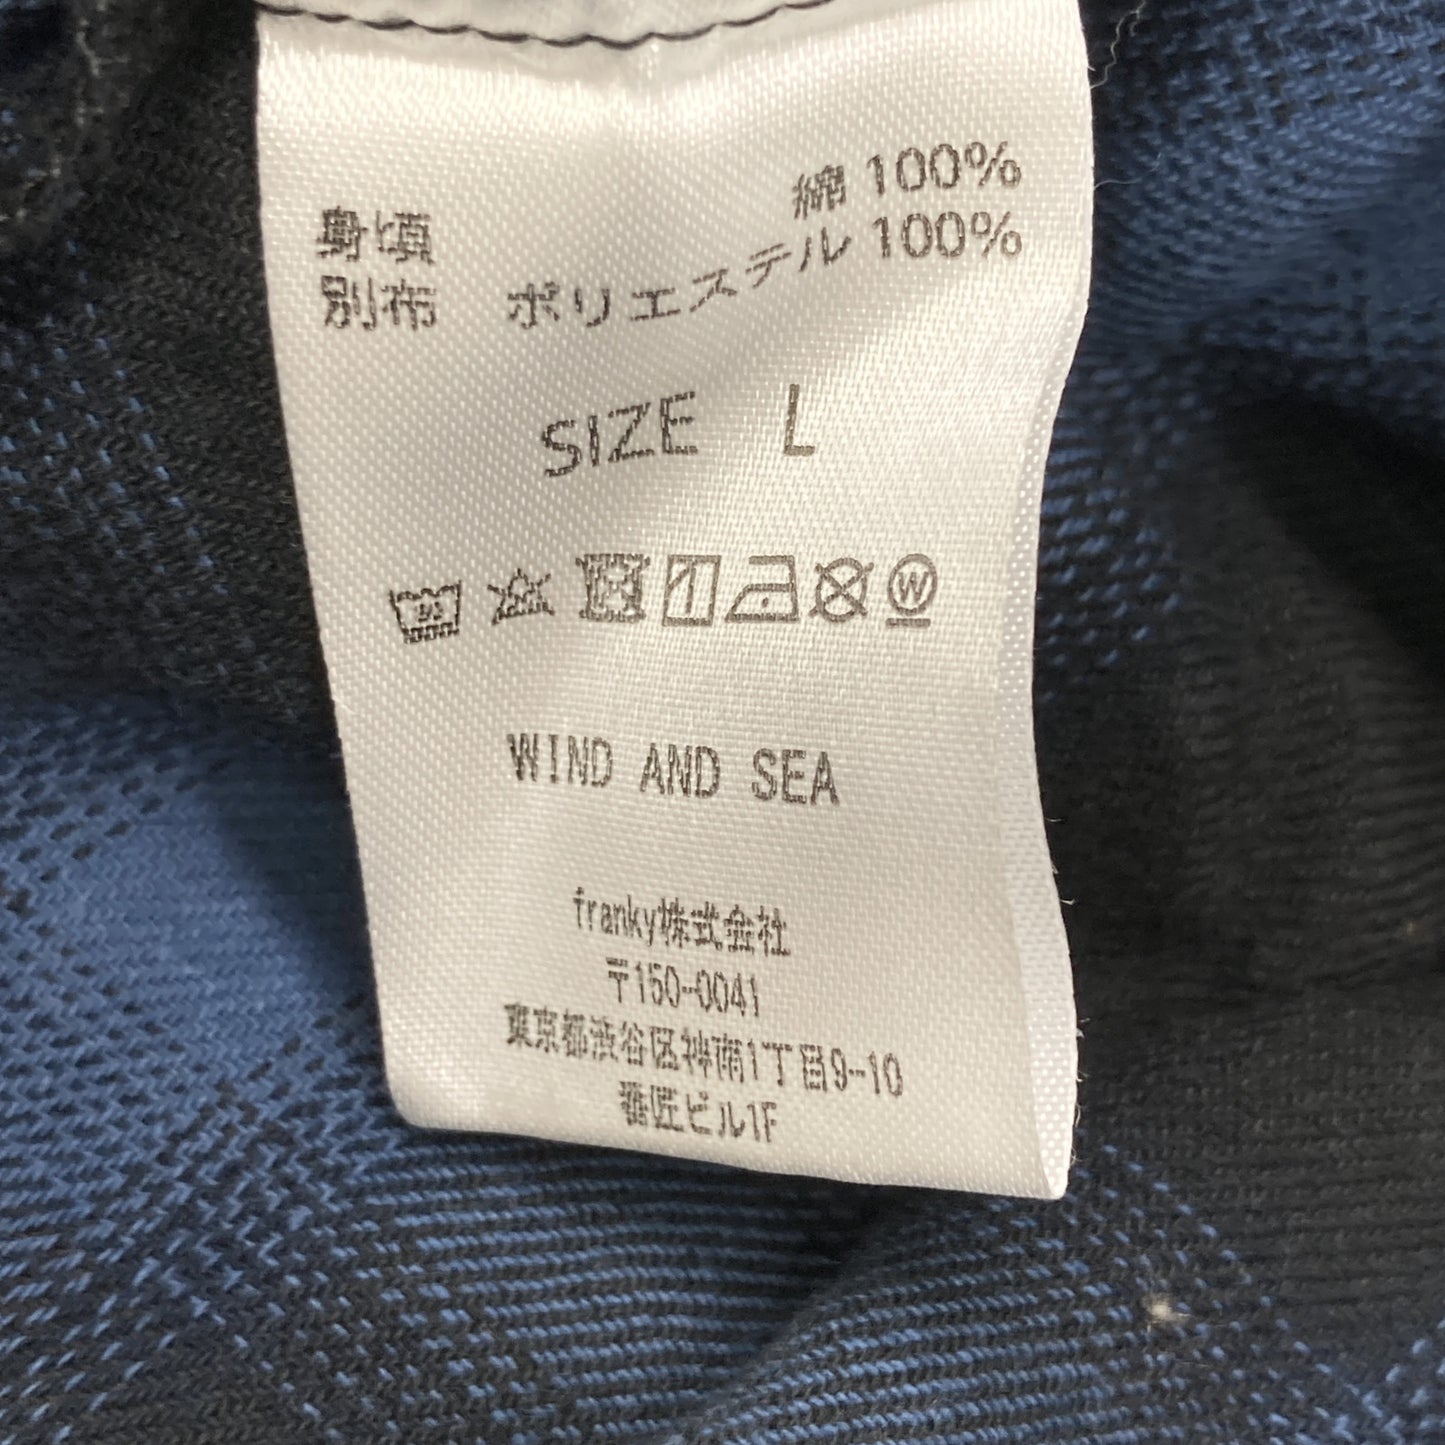 身頃 綿 100%
別布 ポリエステル 100%
SIZE L
WIND AND SEA
franky株式会社
〒150-0041
東京都渋谷区神南1丁目9-10
ビル1F